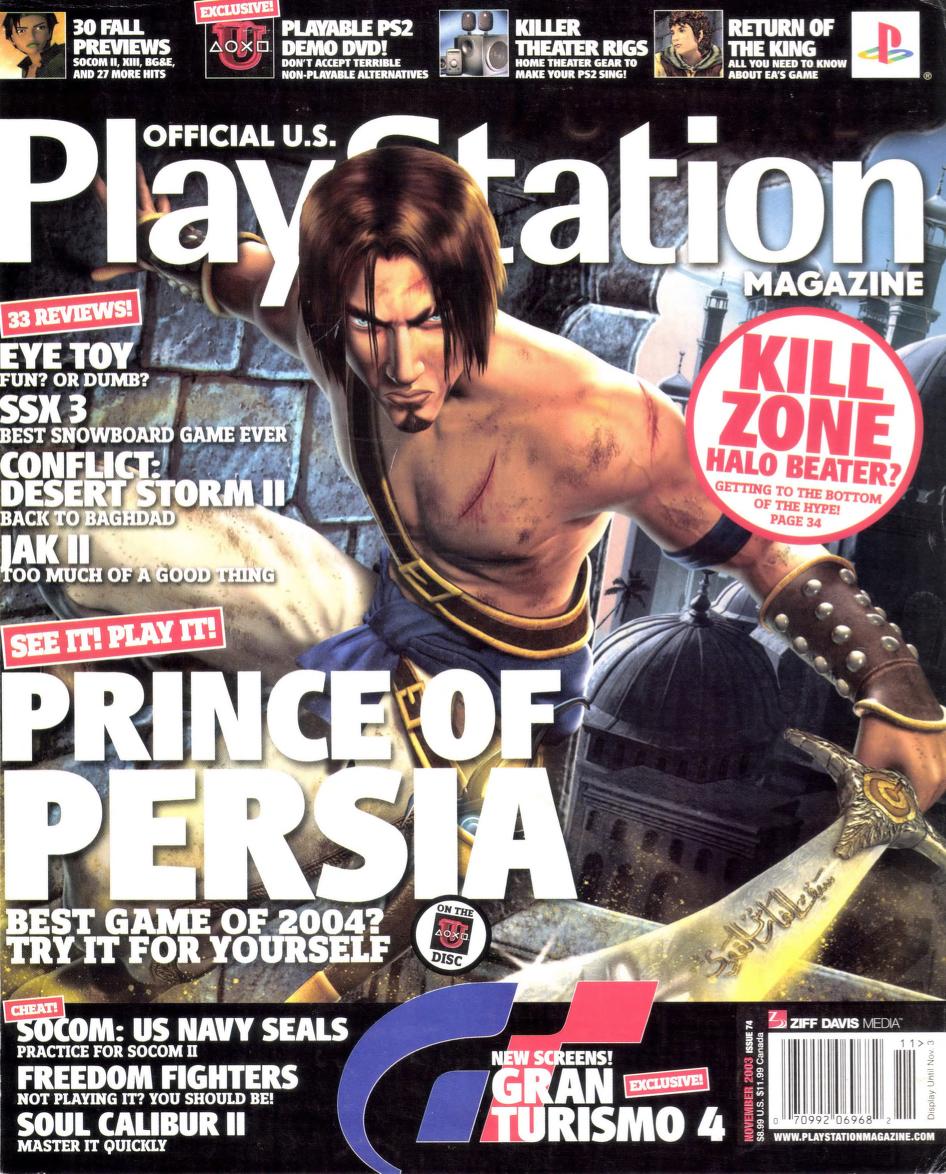 30 FALL
PREVIEWS
SOCOM II, XIII, BG&E,
AND 27 MORE HITS
EXCLUSIVE!
U
PLAYABLE PS2
DEMO DVD!
DON'T ACCEPT TERRIBLE
NON-PLAYABLE ALTERNATIVES
KILLER
THEATER RIGS
HOME THEATER GEAR TO
MAKE YOUR PS2 SING!
RETURN OF
THE KING
ALL YOU NEED TO KNOW
ABOUT EA'S GAME
®
OFFICIAL U.S.
PlayStation
MAGAZINE
33 REVIEWS!
EYE TOY
FUN? OR DUMB?
SSX 3
BEST SNOWBOARD GAME EVER
CONFLICT:
DESERT STORM II
BACK TO BAGHDAD
JAK II
TOO MUCH OF A GOOD THING
KILL
ZONE
HALO BEATER?
GETTING TO THE BOTTOM
OF THE HYPE!
PAGE 34
SEE IT! PLAY IT!
PRINCE OF
PERSIA
BEST GAME OF 2004?
TRY IT FOR YOURSELF
ON THE
U
DISC
CHEAT!
SOCOM: US NAVY SEALS
PRACTICE FOR SOCOM II
FREEDOM FIGHTERS
NOT PLAYING IT? YOU SHOULD BE!
SOUL CALIBUR II
MASTER IT QUICKLY
NEW SCREENS!
GRAN
TURISMO 4
EXCLUSIVE!
NOVEMBER 2003 ISSUE 74
$8.99 U.S. $11.99 Canada
ZIFF DAVIS MEDIA™
11>
0 70992 06968 2
Display Until Nov. 3
WWW.PLAYSTATIONMAGAZINE.COM